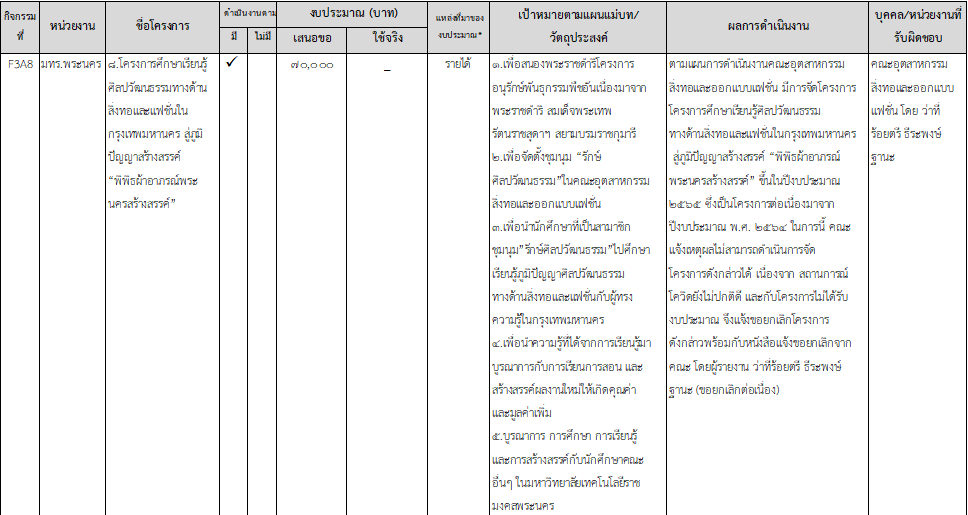 กิจกรรม
ที่
หน่วยงาน
ชื่อโครงการ
ดำเนินงานตาม
มี
ไม่มี
งบประมาณ (บาท)
เสนอขอ
ใช้จริง
แหล่งที่มาของ
งบประมาณ*
เป้าหมายตามแผนแม่บท/
วัตถุประสงค์
ผลการดำเนินงาน
บุคคล/หน่วยงานที่
รับผิดชอบ
F3A8
มทร.พระนคร
๘.โครงการศึกษาเรียนรู้
ศิลปวัฒนธรรมทางด้าน
สิ่งทอและแฟชั่นใน
กรุงเทพมหานคร สู่ภูมิ
ปัญญาสร้างสรรค์
“พิพิธผ้าอาภรณ์พระ
นครสร้างสรรค์”
✓
๗๐,๐๐๐
_
รายได้
๑.เพื่อสนองพระราชดำริโครงการ
อนุรักษ์พันธุกรรมพืชอันเนื่องมาจาก
พระราชดำริ สมเด็จพระเทพ
รัตนราชสุดาฯ สยามบรมราชกุมารี
๒.เพื่อจัดตั้งชุมนุม “รักษ์
ศิลปวัฒนธรรม”ในคณะอุตสาหกรรม
สิ่งทอและออกแบบแฟชั่น
๓.เพื่อนำนักศึกษาที่เป็นสามาชิก
ชุมนุม”รักษ์ศิลปวัฒนธรรม”ไปศึกษา
เรียนรู้ภูมิปัญญาศิลปวัฒนธรรม
ทางด้านสิ่งทอและแฟชั่นกับผู้ทรง
ความรู้ในกรุงเทพมหานคร
๔.เพื่อนำความรู้ที่ได้จากการเรียนรู้มา
บูรณาการกับการเรียนการสอน และ
สร้างสรรค์ผลงานใหม่ให้เกิดคุณค่า
และมูลค่าเพิ่ม
๕.บูรณาการ การศึกษา การเรียนรู้
และการสร้างสรรค์กับนักศึกษาคณะ
อื่นๆ ในมหาวิทยาลัยเทคโนโลยีราช
มงคลพระนคร
ตามแผนการดำเนินงานคณะอุตสาหกรรม
สิ่งทอและออกแบบแฟชั่น มีการจัดโครงการ
โครงการศึกษาเรียนรู้ศิลปวัฒนธรรม
ทางด้านสิ่งทอและแฟชั่นในกรุงเทพมหานคร
สู่ภูมิปัญญาสร้างสรรค์ “พิพิธผ้าอาภรณ์
พระนครสร้างสรรค์” ขึ้นในปีงบประมาณ
๒๕๖๕ ซึ่งเป็นโครงการต่อเนื่องมาจาก
ปีงบประมาณ พ.ศ. ๒๕๖๔ ในการนี้ คณะ
แจ้งเหตุผลไม่สามารถดำเนินการจัด
โครงการดังกล่าวได้ เนื่องจาก สถานการณ์
โควิดยังไม่ปกติดี และกับโครงการไม่ได้รับ
งบประมาณ จึงแจ้งขอยกเลิกโครงการ
ดังกล่าวพร้อมกับหนังสือแจ้งขอยกเลิกจาก
คณะ โดยผู้รายงาน ว่าที่ร้อยตรี ธีระพงษ์
ฐานะ (ขอยกเลิกต่อเนื่อง)
คณะอุตสาหกรรม
สิ่งทอและออกแบบ
แฟชั่น โดย ว่าที่
ร้อยตรี ธีระพงษ์
ฐานะ